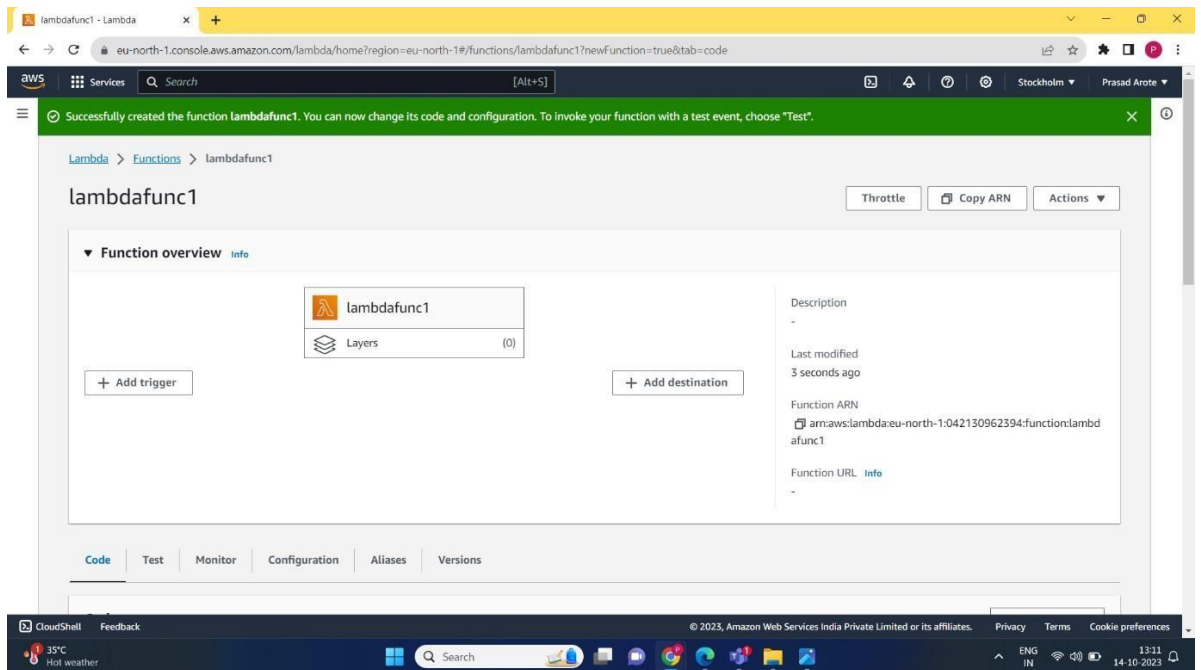 lambdafunc1 - Lambda
eu-north-1.console.aws.amazon.com/lambda/home?region=eu-north-1#/functions/lambdafunc1?newFunction=true&tab=code
P
aws Services Search [Alt+S] Stockholm ▼ Prasad Arote ▼
Successfully created the function lambdafunc1. You can now change its code and configuration. To invoke your function with a test event, choose "Test".
Lambda > Functions > lambdafunc1
lambdafunc1
Throttle Copy ARN Actions ▼
▼ Function overview Info
lambdafunc1
Layers (0)
+ Add trigger
+ Add destination
Description
-
Last modified
3 seconds ago
Function ARN
arn:aws:lambda:eu-north-1:042130962394:function:lambd
afunc1
Function URL Info
-
Code Test Monitor Configuration Aliases Versions
CloudShell Feedback © 2023, Amazon Web Services India Private Limited or its affiliates. Privacy Terms Cookie preferences
35°C
Hot weather
Search
ENG
IN
13:11
14-10-2023